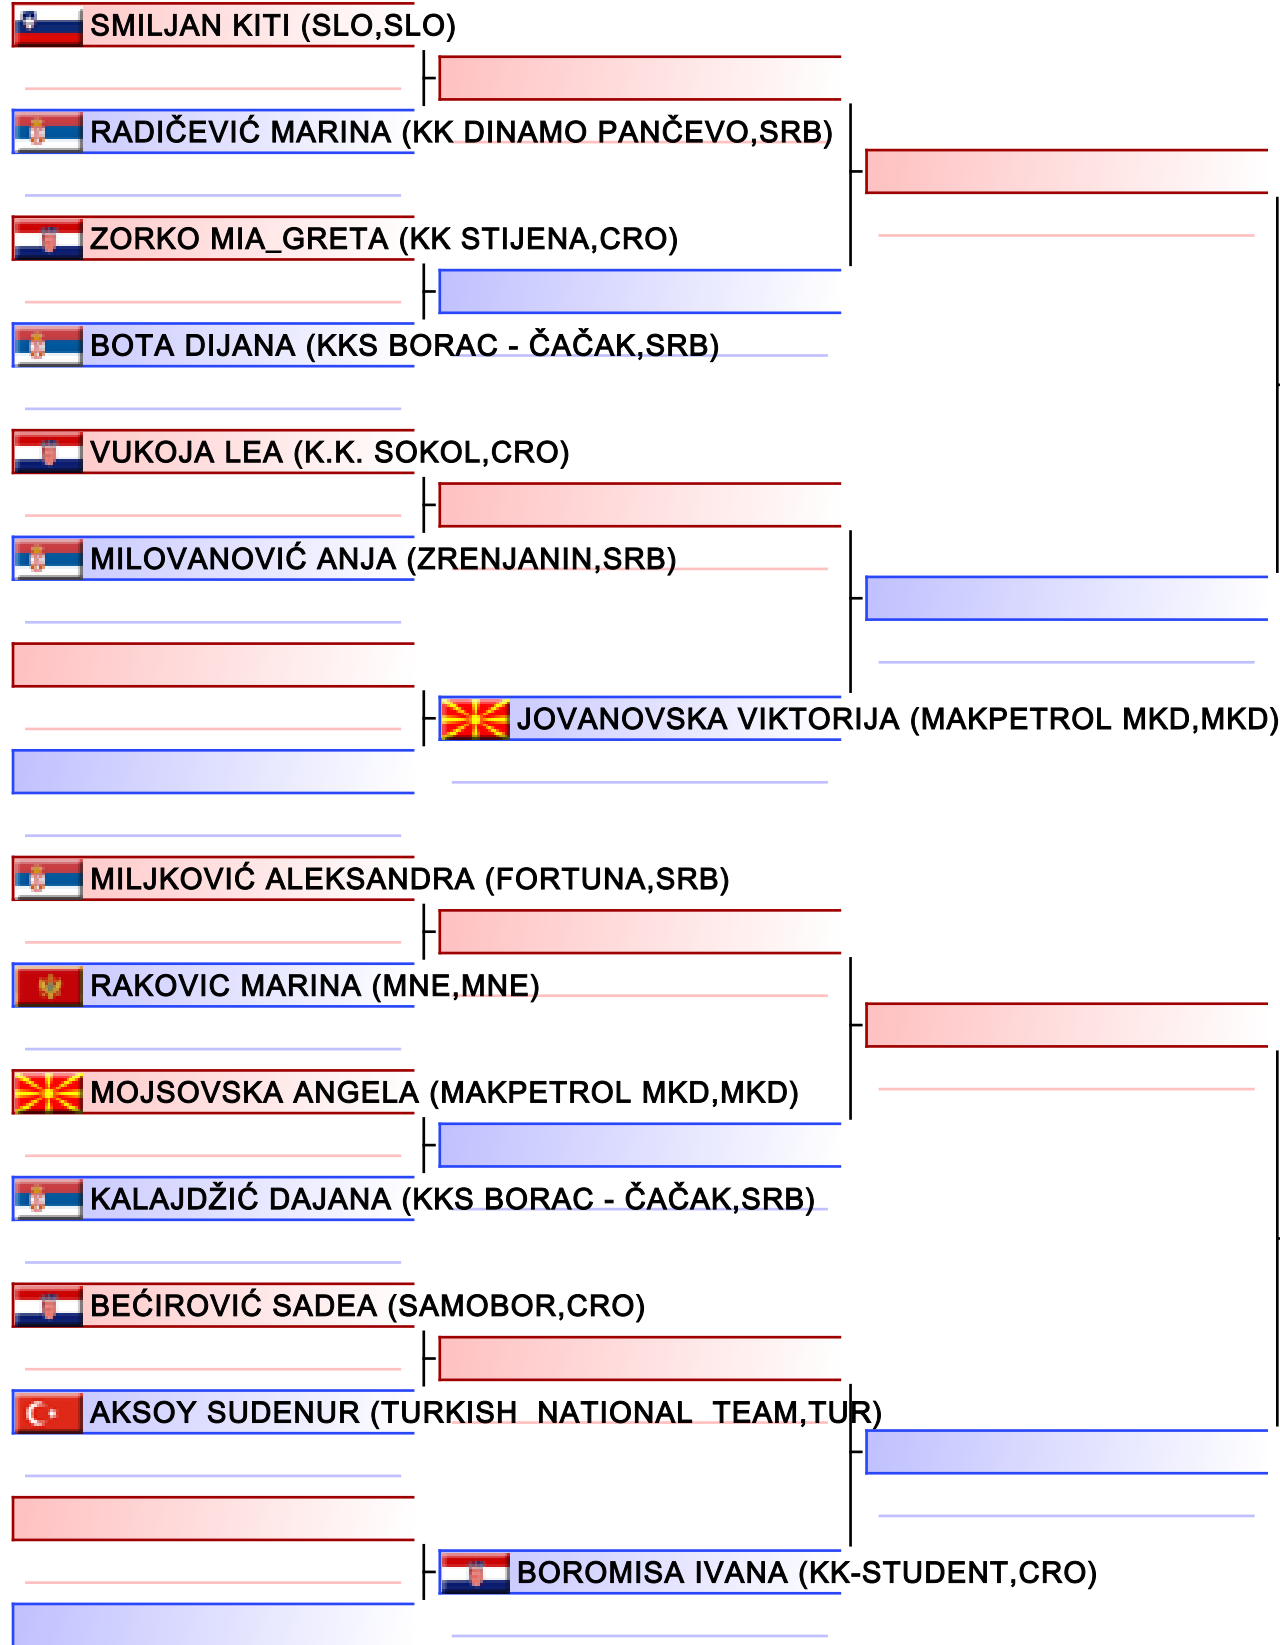 SMILJAN KITI (SLO,SLO)
RADIČEVIĆ MARINA (KK DINAMO PANČEVO,SRB)
ZORKO MIA_GRETA (KK STIJENA,CRO)
BOTA DIJANA (KKS BORAC - ČAČAK,SRB)
VUKOJA LEA (K.K. SOKOL,CRO)
MILOVANOVIĆ ANJA (ZRENJANIN,SRB)
JOVANOVSKA VIKTORIJA (MAKPETROL MKD,MKD)
MILJKOVIĆ ALEKSANDRA (FORTUNA,SRB)
RAKOVIC MARINA (MNE,MNE)
MOJSOVSKA ANGELA (MAKPETROL MKD,MKD)
KALAJDŽIĆ DAJANA (KKS BORAC - ČAČAK,SRB)
BEĆIROVIĆ SADEA (SAMOBOR,CRO)
AKSOY SUDENUR (TURKISH  NATIONAL  TEAM,TUR)
BOROMISA IVANA (KK-STUDENT,CRO)